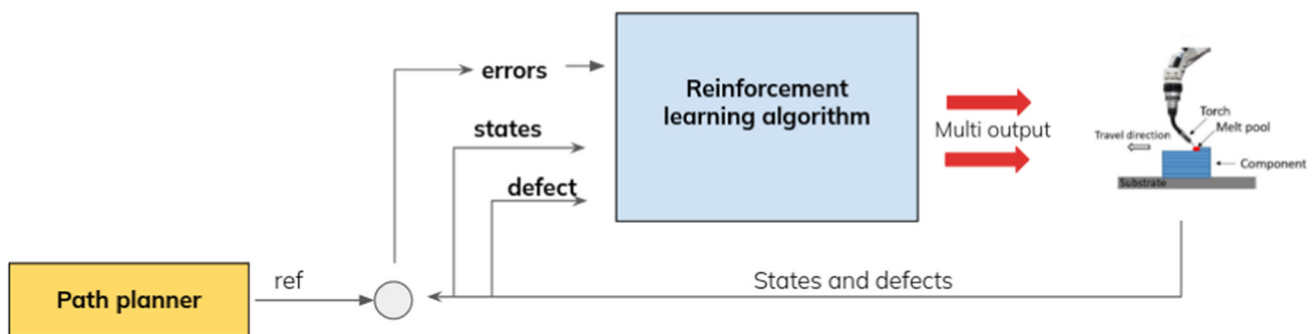 errors
Reinforcement
learning algorithm
states
defect
Multi output
Torch
Melt pool
Travel direction
Component
Substrate
Path planner
ref
States and defects